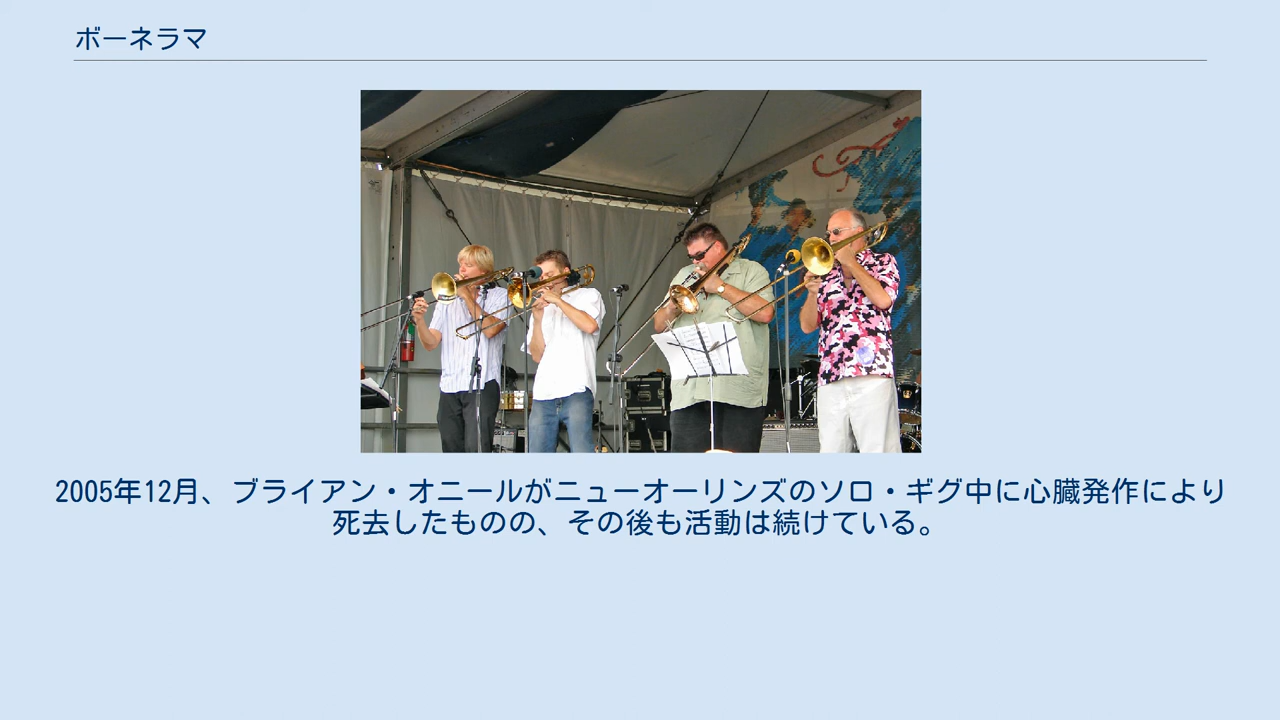 ボーネラマ
2005年12月、ブライアン・オニールがニューオーリンズのソロ・ギグ中に心臓発作により
死去したものの、その後も活動は続けている。